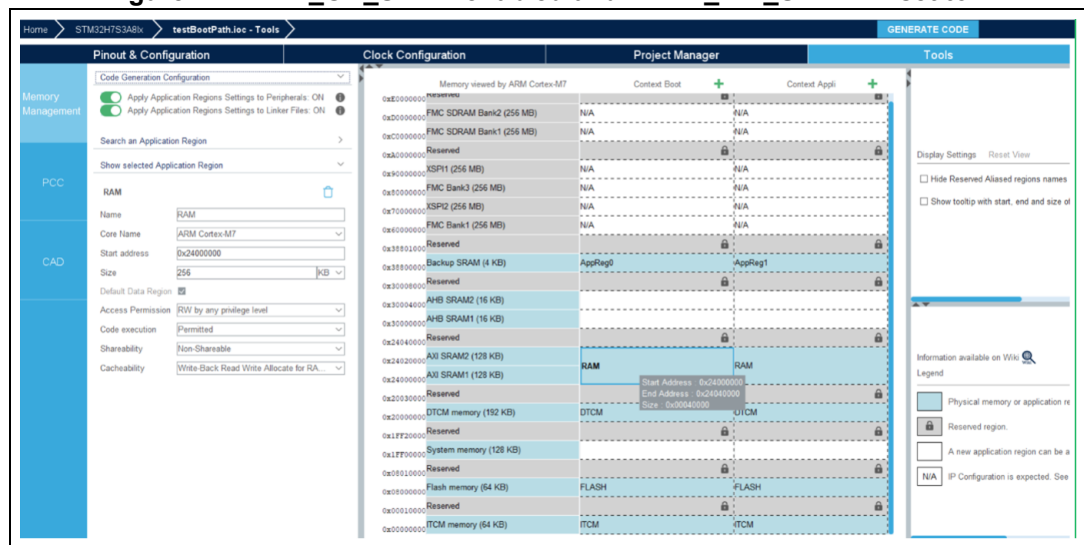 Home STM32H7S3A8Ix testBootPath.ioc - Tools GENERATE CODE
Pinout & Configuration Clock Configuration Project Manager Tools
Memory Management
PCC
CAD
Code Generation Configuration
Apply Application Regions Settings to Peripherals: ON
Apply Application Regions Settings to Linker Files: ON
Search an Application Region
Show selected Application Region
RAM
Name RAM
Core Name ARM Cortex-M7
Start address 0x24000000
Size 256 KB
Default Data Region
Access Permission RW by any privilege level
Code execution Permitted
Shareability Non-Shareable
Cacheability Write-Back Read Write Allocate for RA...
Memory viewed by ARM Cortex-M7 Context Boot Context Appli
0xE0000000 Reserved
FMC SDRAM Bank2 (256 MB) N/A N/A
0xD0000000
FMC SDRAM Bank1 (256 MB) N/A N/A
0xC0000000
Reserved
0xA0000000
XSPI1 (256 MB) N/A N/A
0x90000000
FMC Bank3 (256 MB) N/A N/A
0x80000000
XSPI2 (256 MB) N/A N/A
0x70000000
FMC Bank1 (256 MB) N/A N/A
0x60000000
Reserved
0x38801000
Backup SRAM (4 KB) AppReg0 AppReg1
0x38800000
Reserved
0x30008000
AHB SRAM2 (16 KB)
0x30004000
AHB SRAM1 (16 KB)
0x30000000
Reserved
0x24040000
AXI SRAM2 (128 KB)
0x24020000
RAM RAM
AXI SRAM1 (128 KB)
0x24000000
Start Address : 0x24000000
End Address : 0x24040000
Size : 0x00040000
Reserved
0x20030000
DTCM memory (192 KB) DTCM DTCM
0x20000000
Reserved
0x1FF20000
System memory (128 KB)
0x1FF00000
Reserved
0x08010000
Flash memory (64 KB) FLASH FLASH
0x08000000
Reserved
0x00010000
ITCM memory (64 KB) ITCM ITCM
0x00000000
Display Settings Reset View
Hide Reserved Aliased regions names
Show tooltip with start, end and size of
Information available on Wiki
Legend
Physical memory or application re
Reserved region.
A new application region can be a
N/A IP Configuration is expected. See